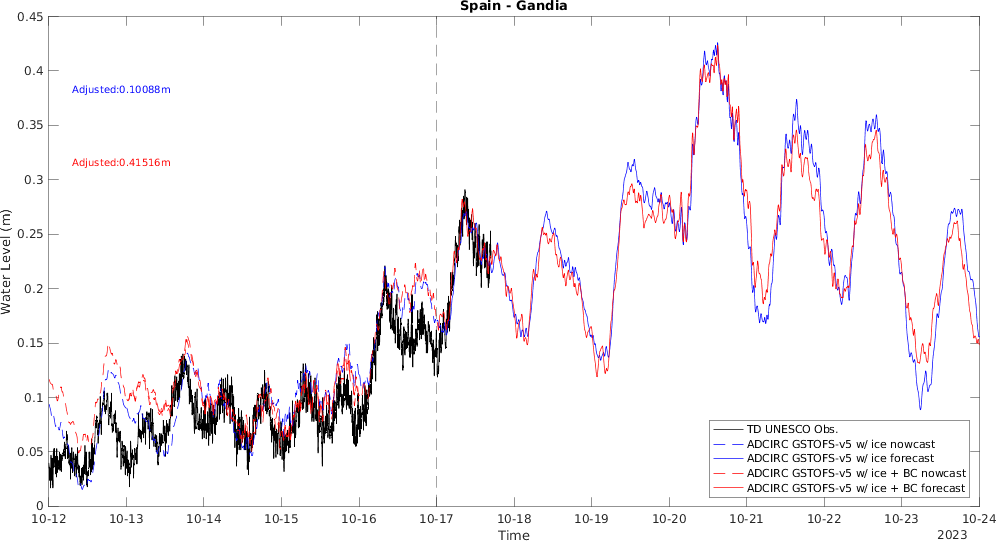 Spain - Gandia
0.45
0.4
0.35
0.3
0.25
0.2
0.15
0.1
0.05
0
Water Level (m)
Adjusted:0.10088m
Adjusted:0.41516m
TD UNESCO Obs.
ADCIRC GSTOFS-v5 w/ ice nowcast
ADCIRC GSTOFS-v5 w/ ice forecast
ADCIRC GSTOFS-v5 w/ ice + BC nowcast
ADCIRC GSTOFS-v5 w/ ice + BC forecast
10-12 10-13 10-14 10-15 10-16 10-17 10-18 10-19 10-20 10-21 10-22 10-23 10-24
Time
2023